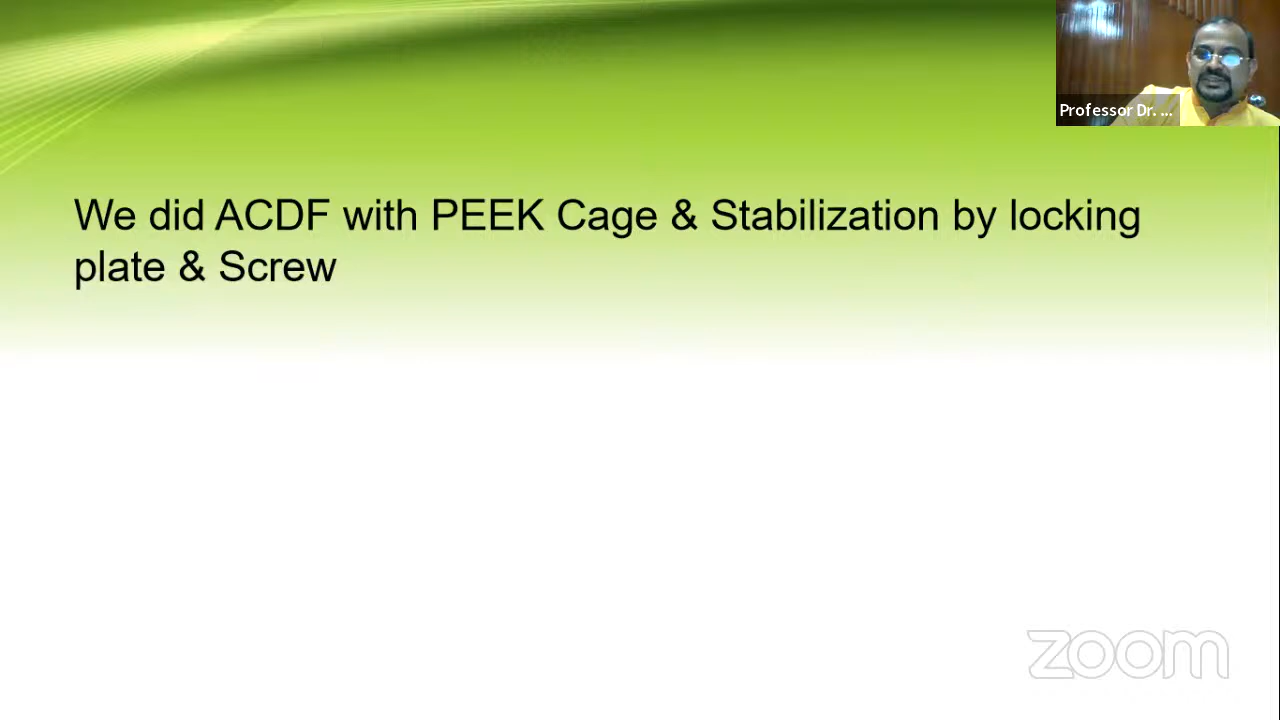 Professor Dr. ...
We did ACDF with PEEK Cage & Stabilization by locking
plate & Screw
zoom